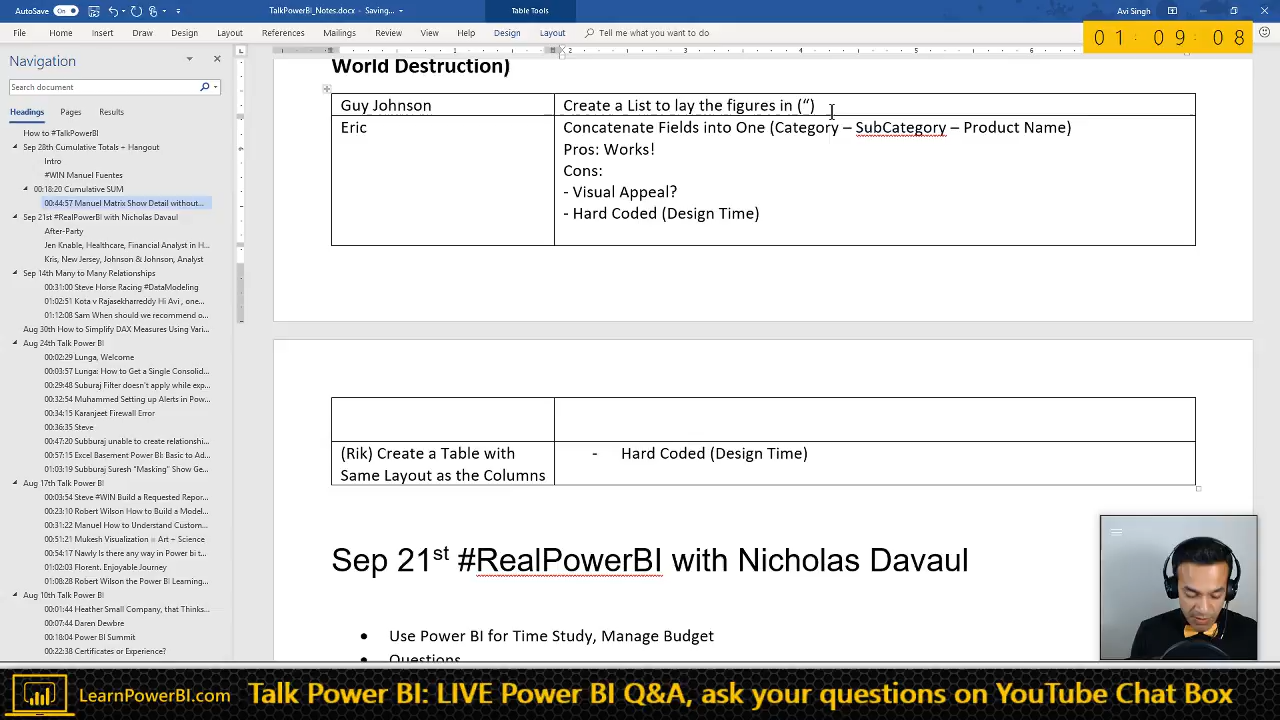 AutoSave On TalkPowerBI_Notes.docx - Saving... Table Tools Avi Singh
File Home Insert Draw Design Layout References Mailings Review View Help Design Layout Tell me what you want to do
01:09:08
Navigation
Search document
Headings Pages Results
How to #TalkPowerBI
Sep 28th Cumulative Totals + Hangout
Intro
#WIN Manuel Fuentes
00:18:20 Cumulative SUM
00:44:57 Manuel Matrix Show Detail without...
Sep 21st #RealPowerBI with Nicholas Davaul
After-Party
Jen Knable, Healthcare, Financial Analyst in H...
Kris, New Jersey, Johnson & Johnson, Analyst
Sep 14th Many to Many Relationships
00:31:00 Steve Horse Racing #DataModeling
01:02:51 Kota v Rajasekharreddy Hi Avi , one...
01:12:08 Sam When should we recommend o...
Aug 30th How to Simplify DAX Measures Using Vari...
Aug 24th Talk Power BI
00:02:29 Lunga, Welcome
00:03:57 Lunga: How to Get a Single Consolid...
00:29:48 Suburaj Filter doesn't apply while exp...
00:32:54 Muhammed Setting up Alerts in Pow...
00:34:15 Karanjeet Firewall Error
00:36:35 Steve
00:47:20 Subburaj unable to create relationshi...
00:57:15 Excel Basement Power BI: Basic to Ad...
01:03:19 Subburaj Suresh "Masking" Show Ge...
Aug 17th Talk Power BI
00:03:54 Steve #WIN Build a Requested Repor...
00:23:10 Robert Wilson How to Build a Model...
00:31:22 Manuel How to Understand Custom...
00:51:21 Mukesh Visualization = Art + Science
00:54:17 Nawly Is there any way in Power bi t...
01:02:03 Florent. Enjoyable Journey
01:08:28 Robert Wilson the Power BI Learning...
Aug 10th Talk Power BI
00:01:44 Heather Small Company, that Thinks...
00:07:44 Daren Dewbre
00:18:04 Power BI Summit
00:22:38 Certificates or Experience?
World Destruction)
Guy Johnson Create a List to lay the figures in (“)
Eric Concatenate Fields into One (Category – SubCategory – Product Name)
Pros: Works!
Cons:
- Visual Appeal?
- Hard Coded (Design Time)
(Rik) Create a Table with - Hard Coded (Design Time)
Same Layout as the Columns
Sep 21st #RealPowerBI with Nicholas Davaul
• Use Power BI for Time Study, Manage Budget
• Questions
LearnPowerBI.com Talk Power BI: LIVE Power BI Q&A, ask your questions on YouTube Chat Box